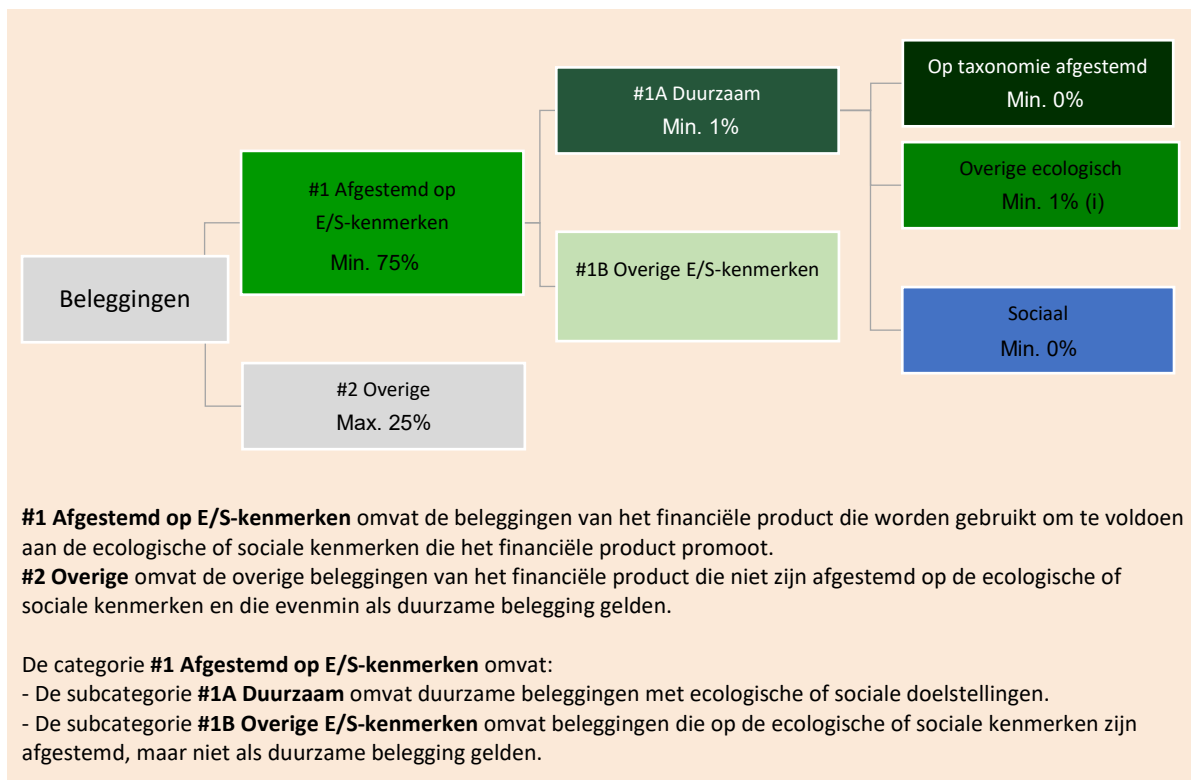 Beleggingen
#1 Afgestemd op
E/S-kenmerken
Min. 75%
#2 Overige
Max. 25%
#1A Duurzaam
Min. 1%
#1B Overige E/S-kenmerken
Op taxonomie afgestemd
Min. 0%
Overige ecologisch
Min. 1% (i)
Sociaal
Min. 0%
#1 Afgestemd op E/S-kenmerken omvat de beleggingen van het financiële product die worden gebruikt om te voldoen
aan de ecologische of sociale kenmerken die het financiële product promoot.
#2 Overige omvat de overige beleggingen van het financiële product die niet zijn afgestemd op de ecologische of
sociale kenmerken en die evenmin als duurzame belegging gelden.
De categorie #1 Afgestemd op E/S-kenmerken omvat:
- De subcategorie #1A Duurzaam omvat duurzame beleggingen met ecologische of sociale doelstellingen.
- De subcategorie #1B Overige E/S-kenmerken omvat beleggingen die op de ecologische of sociale kenmerken zijn
afgestemd, maar niet als duurzame belegging gelden.